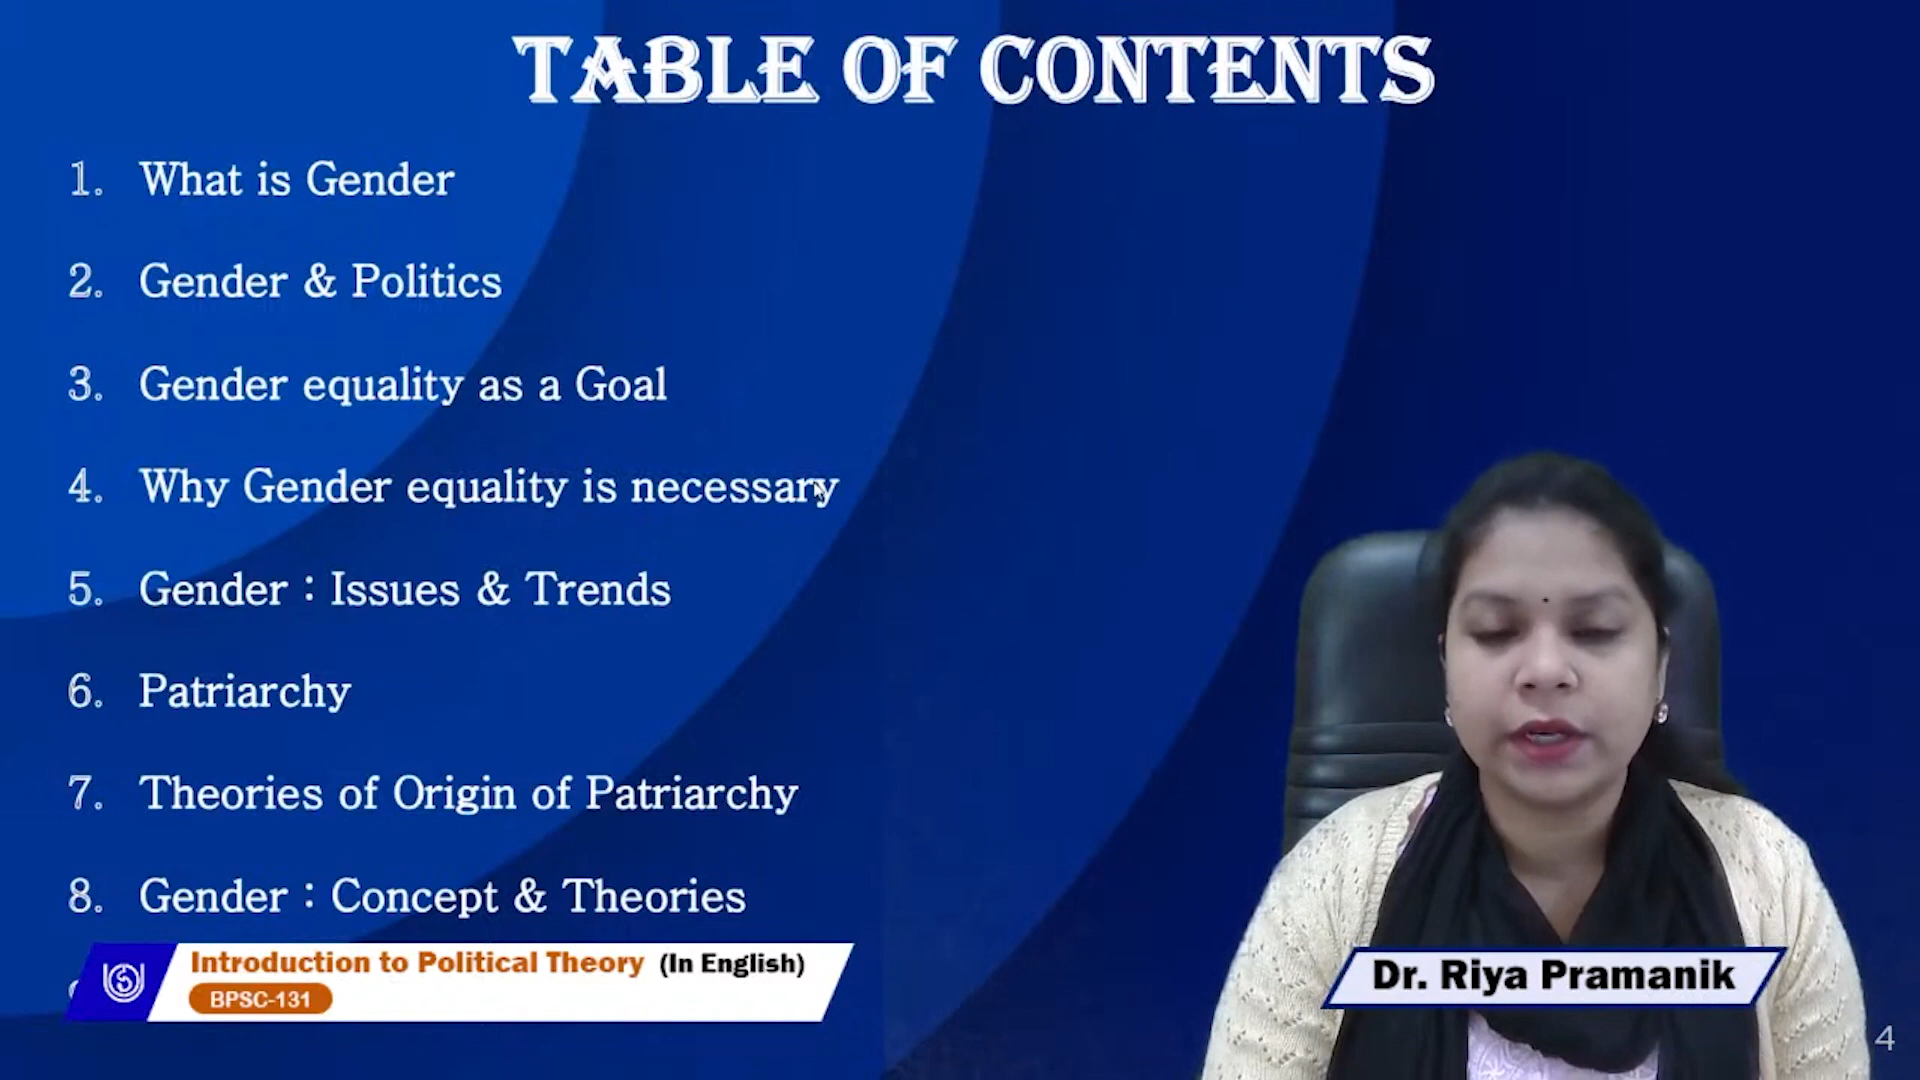 TABLE OF CONTENTS
1. What is Gender
2. Gender & Politics
3. Gender equality as a Goal
4. Why Gender equality is necessary
5. Gender : Issues & Trends
6. Patriarchy
7. Theories of Origin of Patriarchy
8. Gender : Concept & Theories
Introduction to Political Theory (In English)
BPSC-131
Dr. Riya Pramanik
4